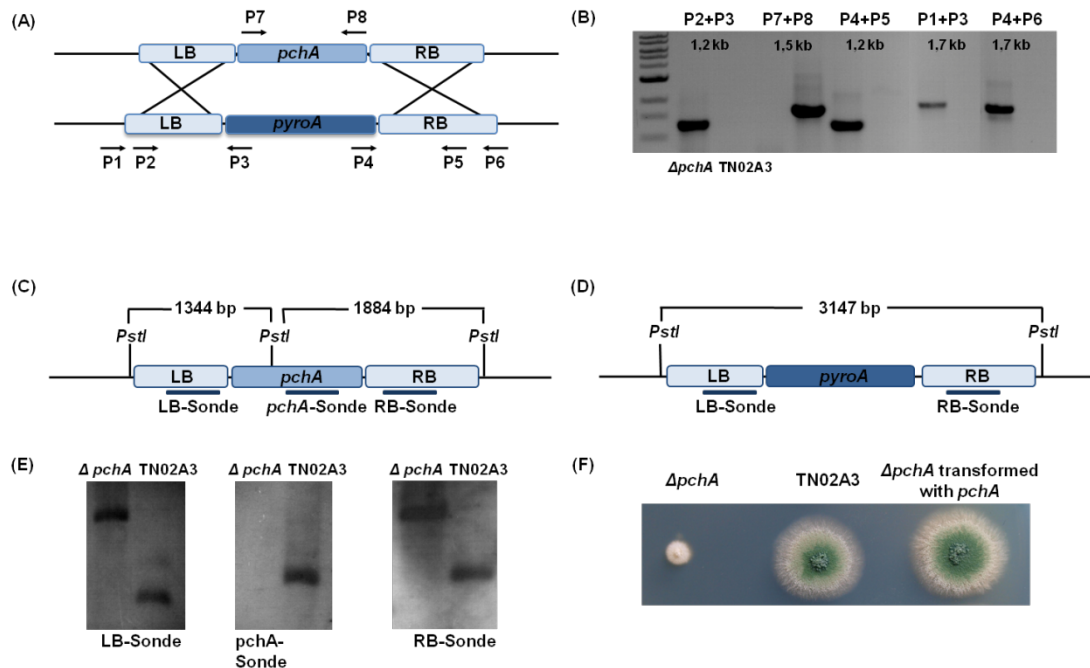 (A)
P7 P8
LB pchA RB
LB pyroA RB
P1 P2 P3 P4 P5 P6
(B)
P2+P3 P7+P8 P4+P5 P1+P3 P4+P6
1,2 kb 1,5 kb 1,2 kb 1,7 kb 1,7 kb
ΔpchA TN02A3
(C)
1344 bp 1884 bp
PstI PstI PstI
LB pchA RB
LB-Sonde pchA-Sonde RB-Sonde
(D)
3147 bp
PstI PstI
LB pyroA RB
LB-Sonde RB-Sonde
(E)
Δ pchA TN02A3 Δ pchA TN02A3 Δ pchA TN02A3
LB-Sonde
pchA-
Sonde
RB-Sonde
(F)
ΔpchA
TN02A3
ΔpchA transformed
with pchA